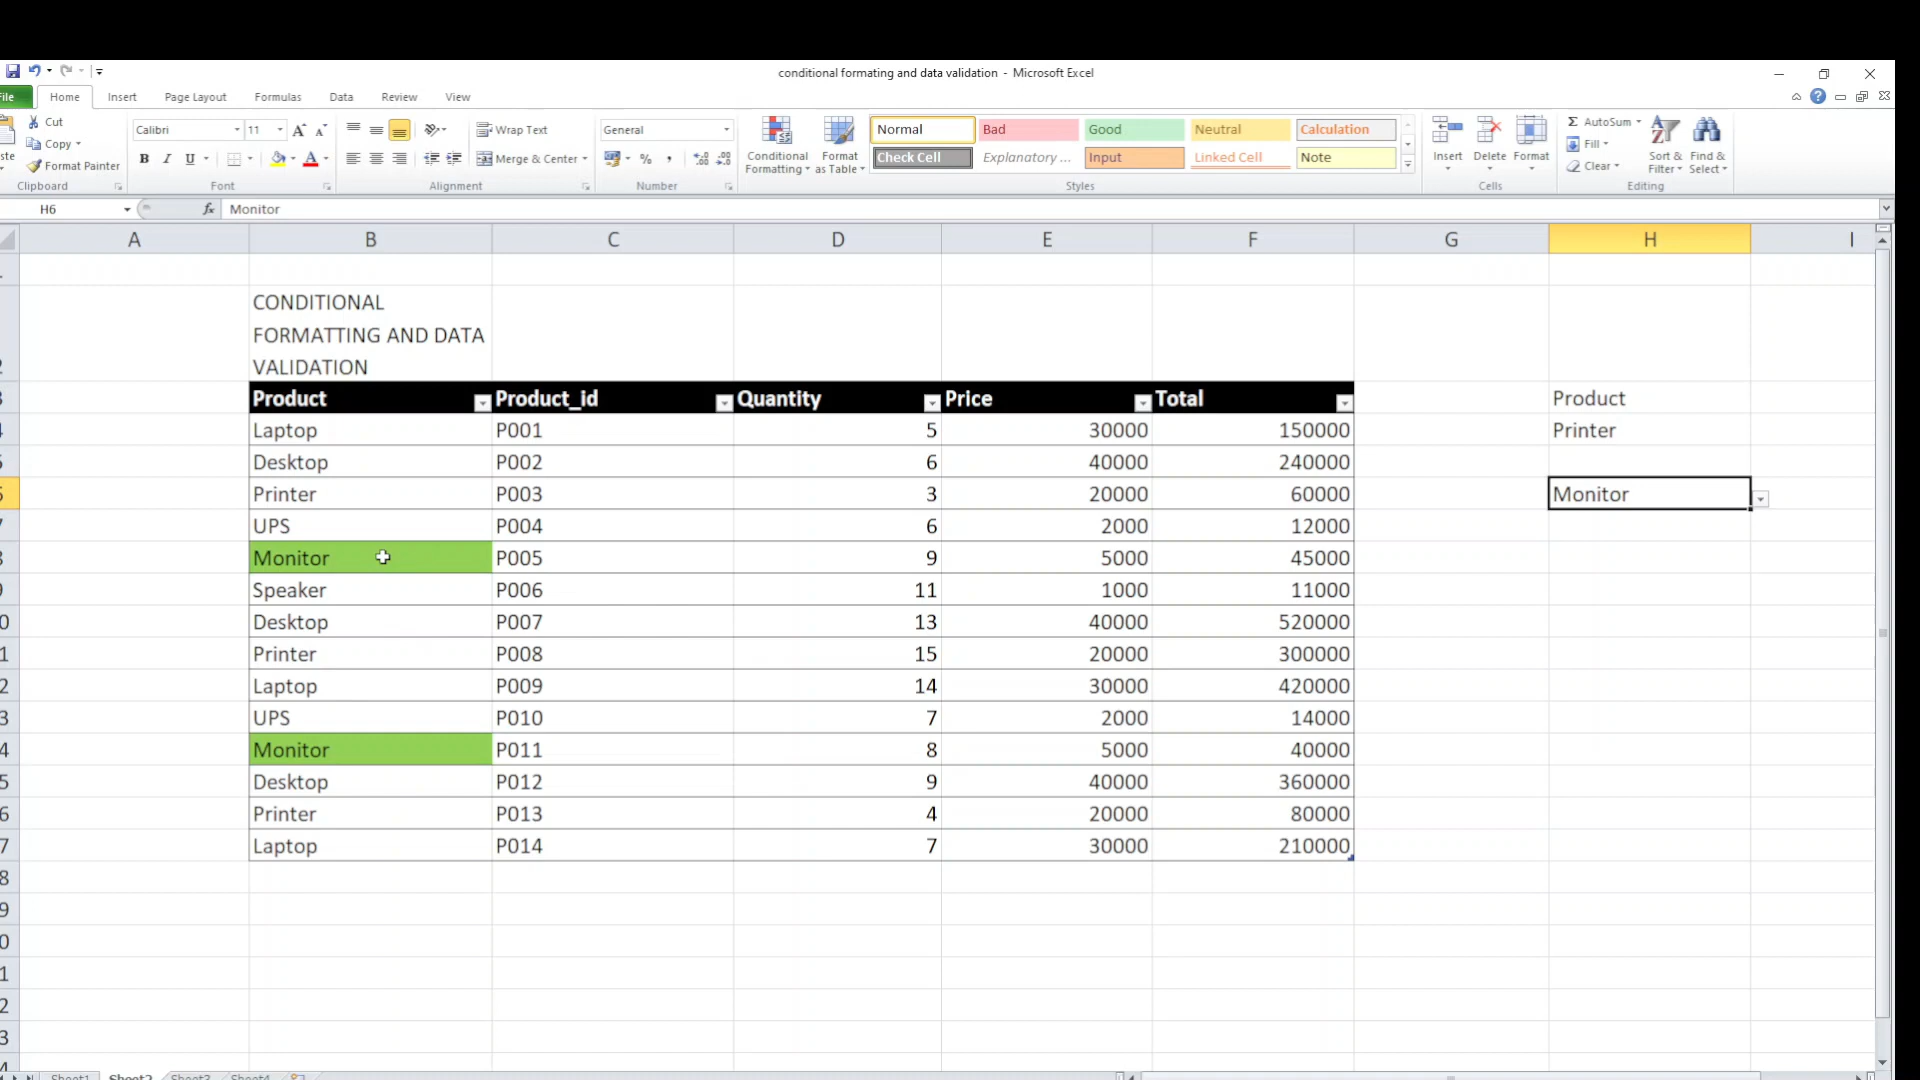 conditional formating and data validation - Microsoft Excel
File Home Insert Page Layout Formulas Data Review View
Cut
Copy
Format Painter
Clipboard
Calibri 11
B I U
Font
Wrap Text
Merge & Center
Alignment
General
%
Number
Conditional Formatting
Format as Table
Normal Bad Good Neutral Calculation
Check Cell Explanatory ... Input Linked Cell Note
Styles
Insert Delete Format
Cells
AutoSum
Fill
Clear
Sort & Filter
Find & Select
Editing
H6 fx Monitor
A B C D E F G H I
CONDITIONAL
FORMATTING AND DATA
VALIDATION
Product Product_id Quantity Price Total Product
Laptop P001 5 30000 150000 Printer
Desktop P002 6 40000 240000
Printer P003 3 20000 60000 Monitor
UPS P004 6 2000 12000
Monitor P005 9 5000 45000
Speaker P006 11 1000 11000
Desktop P007 13 40000 520000
Printer P008 15 20000 300000
Laptop P009 14 30000 420000
UPS P010 7 2000 14000
Monitor P011 8 5000 40000
Desktop P012 9 40000 360000
Printer P013 4 20000 80000
Laptop P014 7 30000 210000
Sheet1 Sheet2 Sheet3 Sheet4